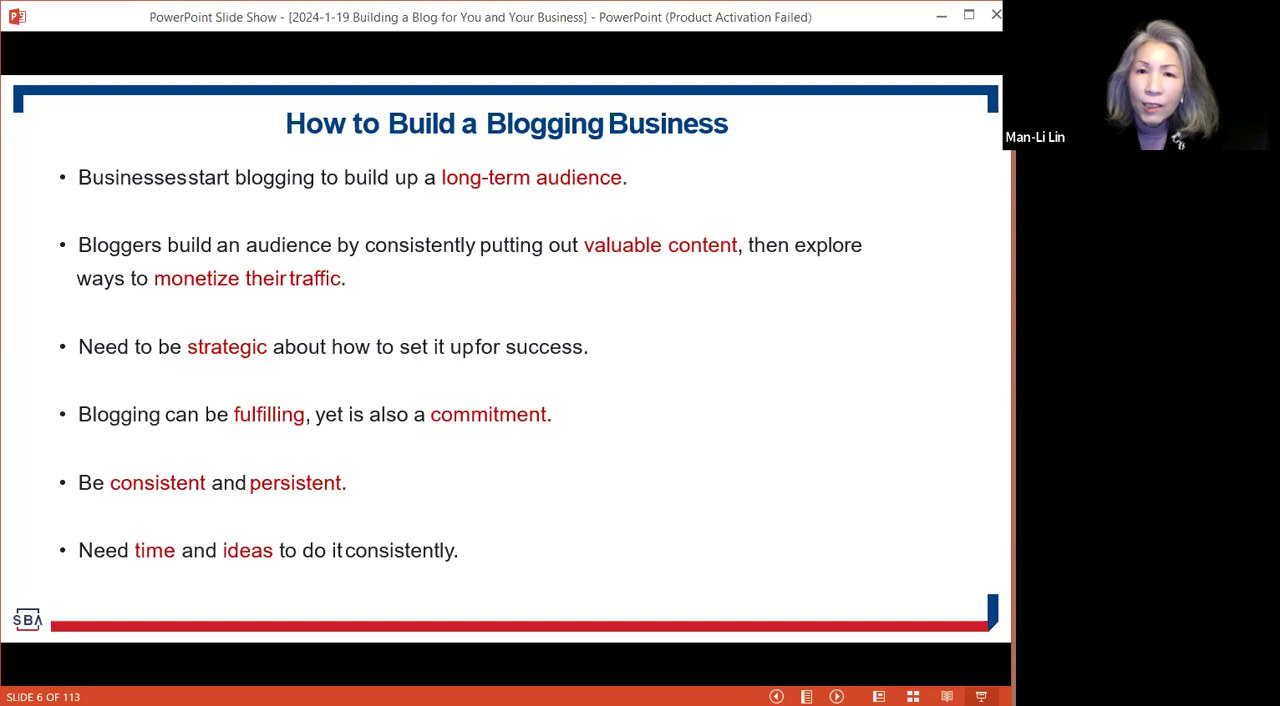 PowerPoint Slide Show - [2024-1-19 Building a Blog for You and Your Business] - PowerPoint (Product Activation Failed)
Man-Li Lin
How to Build a Blogging Business
• Businesses start blogging to build up a long-term audience.
• Bloggers build an audience by consistently putting out valuable content, then explore
ways to monetize their traffic.
• Need to be strategic about how to set it up for success.
• Blogging can be fulfilling, yet is also a commitment.
• Be consistent and persistent.
• Need time and ideas to do it consistently.
SBA
SLIDE 6 OF 113